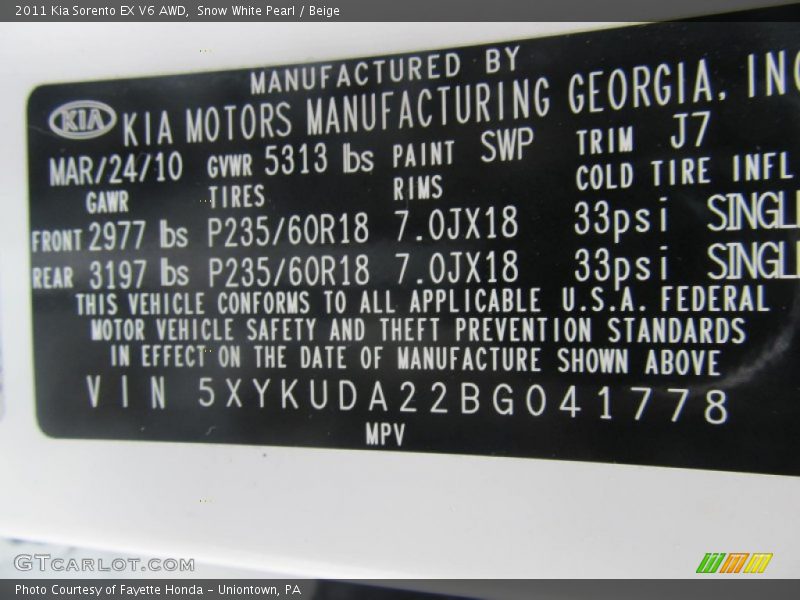 2011 Kia Sorento EX V6 AWD, Snow White Pearl / Beige
MANUFACTURED BY
KIA KIA MOTORS MANUFACTURING GEORGIA, INC
MAR/24/10 GVWR 5313 lbs PAINT SWP TRIM J7
GAWR TIRES RIMS COLD TIRE INFL
FRONT 2977 lbs P235/60R18 7.0JX18 33psi SINGLE
REAR 3197 lbs P235/60R18 7.0JX18 33psi SINGLE
THIS VEHICLE CONFORMS TO ALL APPLICABLE U.S.A. FEDERAL
MOTOR VEHICLE SAFETY AND THEFT PREVENTION STANDARDS
IN EFFECT ON THE DATE OF MANUFACTURE SHOWN ABOVE
VIN 5XYKUDA22BG041778
MPV
GTCARLOT.COM
Photo Courtesy of Fayette Honda - Uniontown, PA